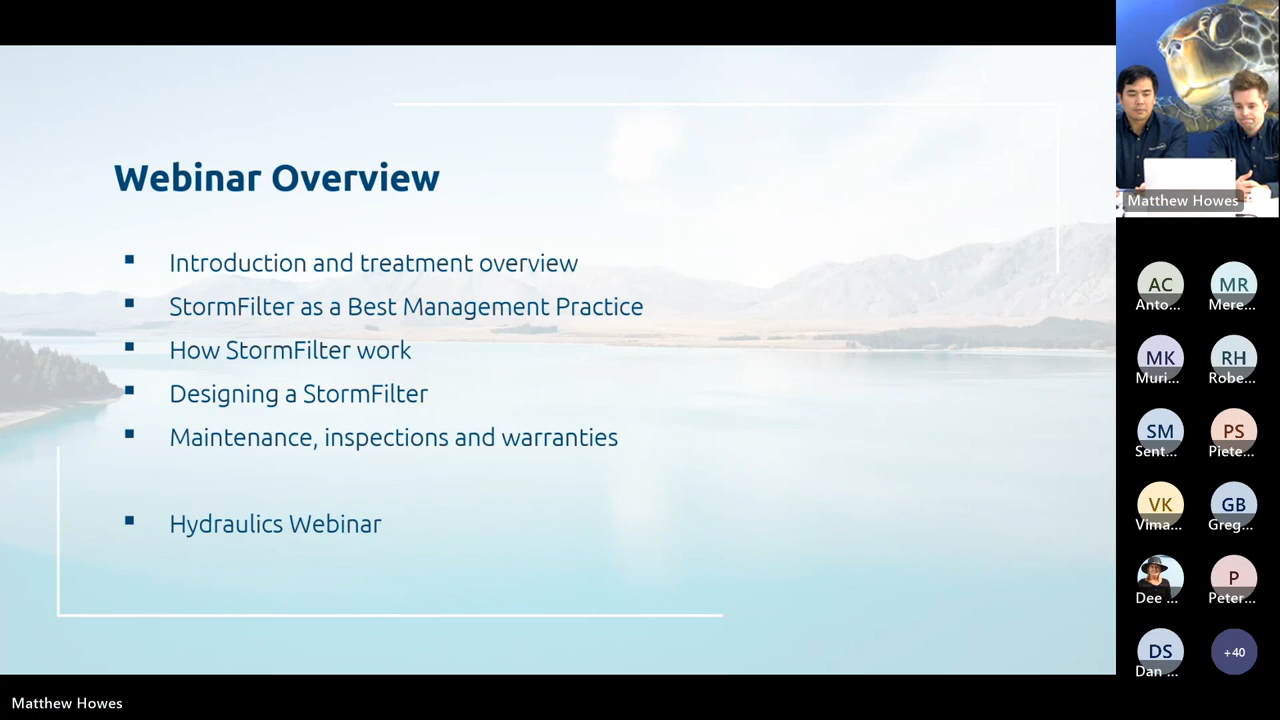 Webinar Overview
▪ Introduction and treatment overview
▪ StormFilter as a Best Management Practice
▪ How StormFilter work
▪ Designing a StormFilter
▪ Maintenance, inspections and warranties
▪ Hydraulics Webinar
Matthew Howes
AC MR
Anto... Mere...
MK RH
Muri... Robe...
SM PS
Sent... Piete...
VK GB
Vima... Greg...
P
Dee ... Peter...
DS +40
Dan ...
Matthew Howes